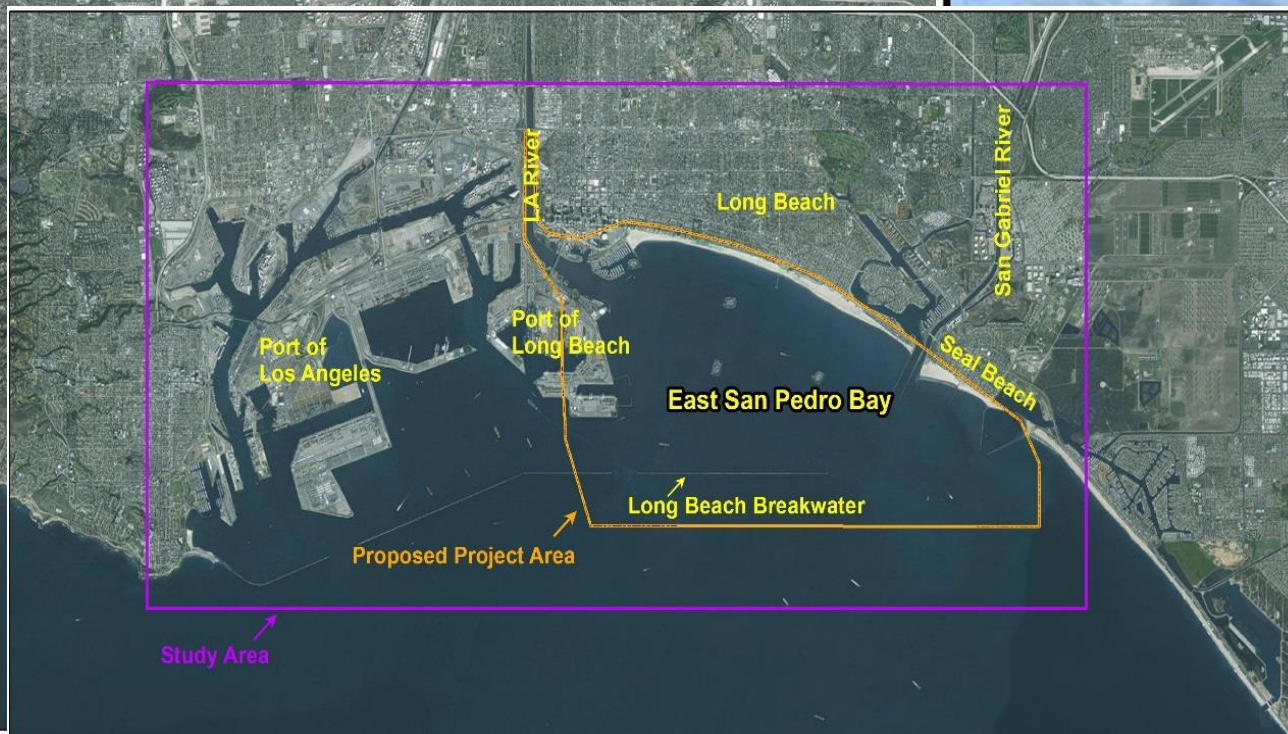 LA River
San Gabriel River
Long Beach
Port of
Los Angeles
Port of
Long Beach
Seal Beach
East San Pedro Bay
Long Beach Breakwater
Proposed Project Area
Study Area